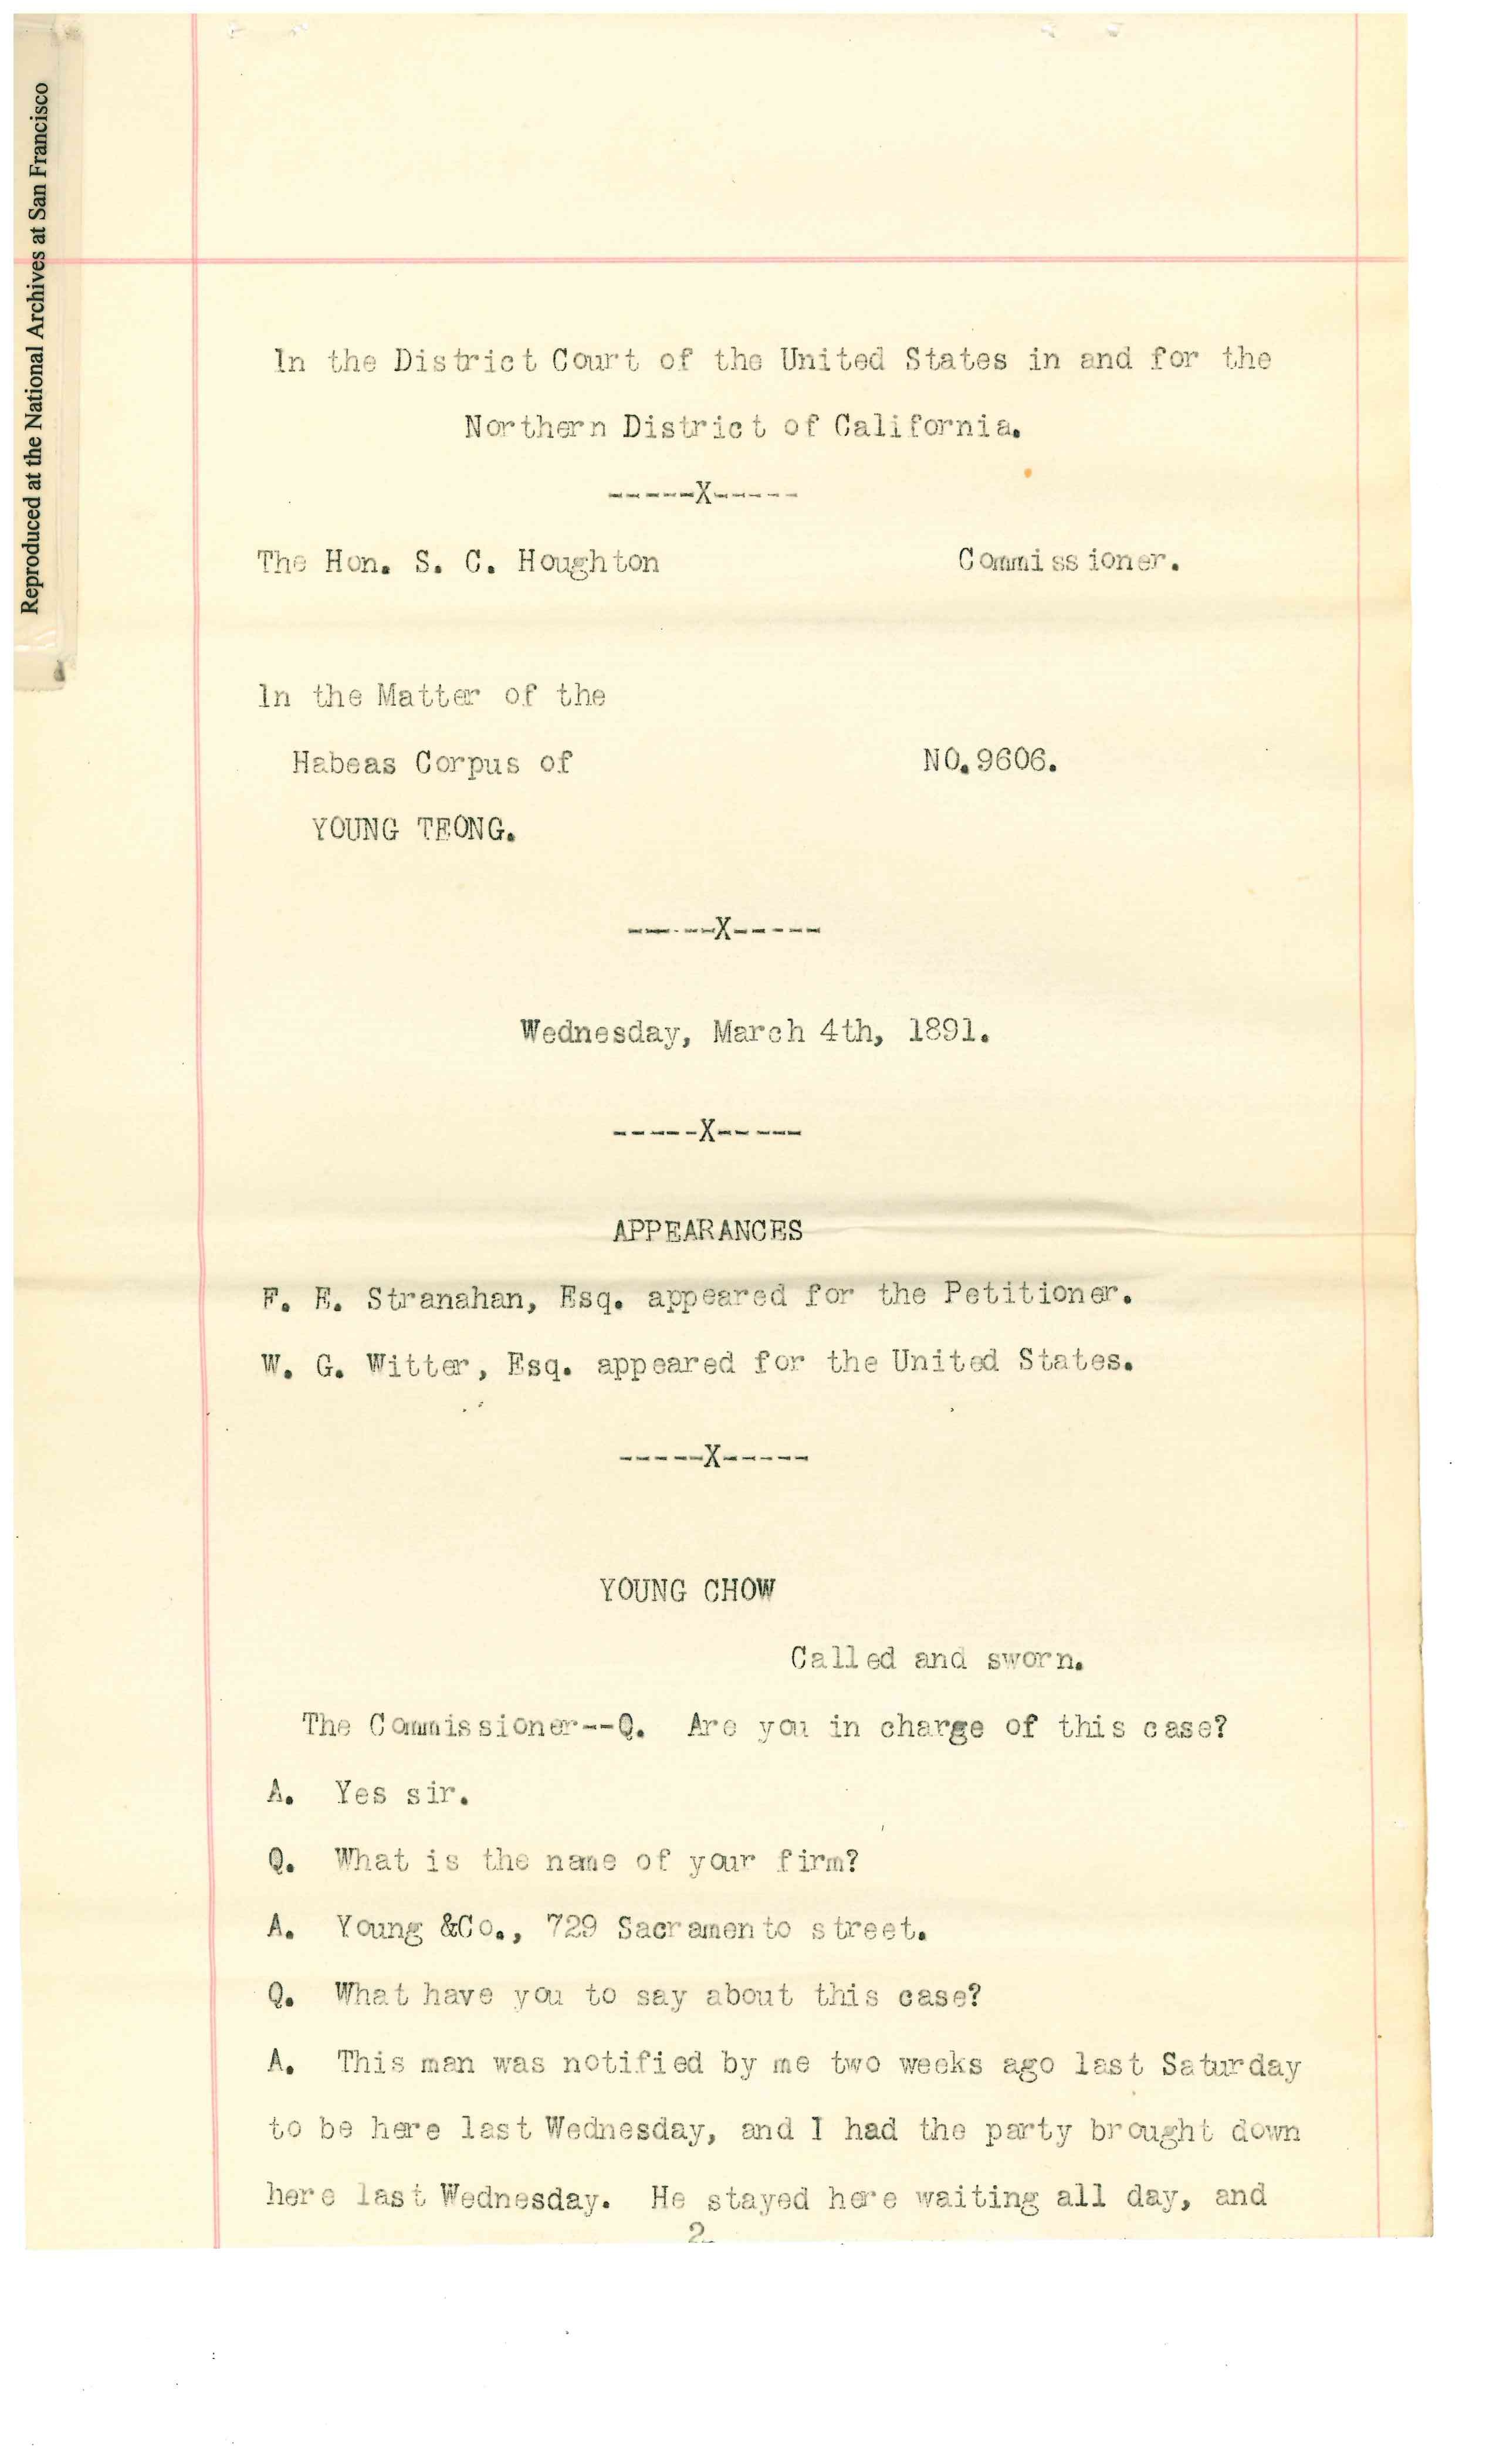 Reproduced at the National Archives at San Francisco
In the District Court of the United States in and for the
Northern District of California.
-----X-----
The Hon. S. C. Houghton Commissioner.
In the Matter of the
Habeas Corpus of NO. 9606.
YOUNG TEONG.
-----X-----
Wednesday, March 4th, 1891.
-----X-----
APPEARANCES
F. E. Stranahan, Esq. appeared for the Petitioner.
W. G. Witter, Esq. appeared for the United States.
-----X-----
YOUNG CHOW
Called and sworn.
The Commissioner--Q. Are you in charge of this case?
A. Yes sir.
Q. What is the name of your firm?
A. Young &Co., 729 Sacramento street.
Q. What have you to say about this case?
A. This man was notified by me two weeks ago last Saturday
to be here last Wednesday, and I had the party brought down
here last Wednesday. He stayed here waiting all day, and
2